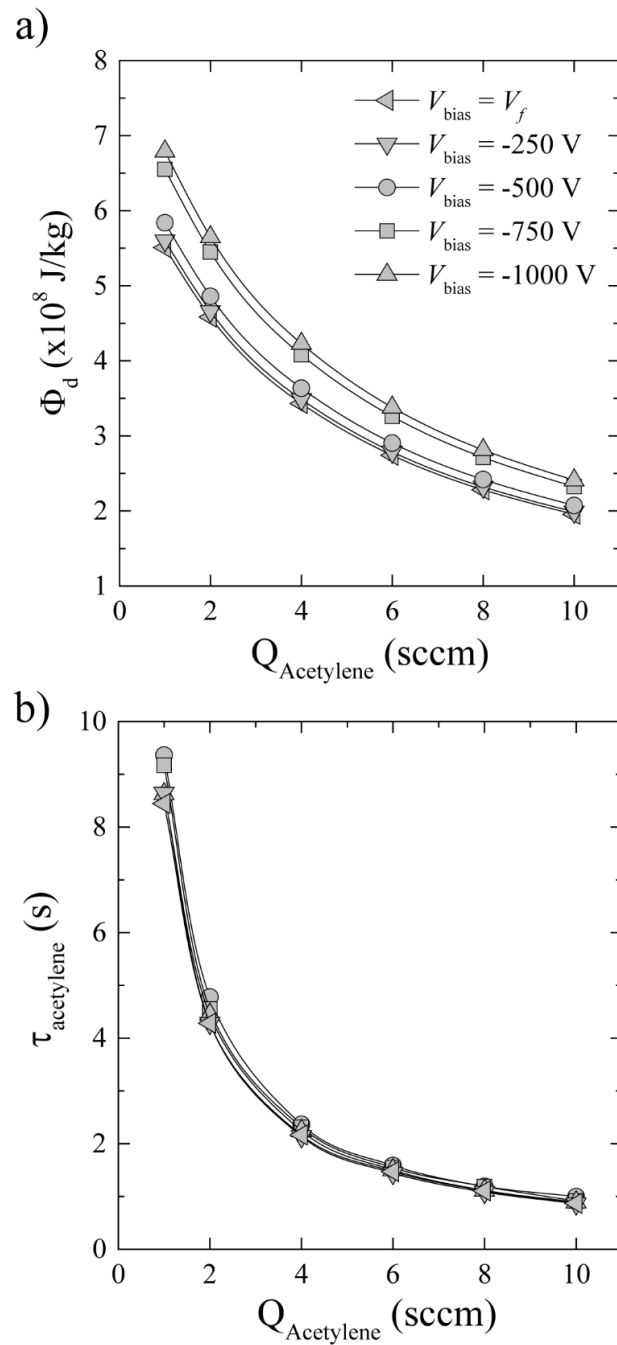 a)
8
7
6
5
4
3
2
1
Φd (x10^8 J/kg)
Vbias = Vf
Vbias = -250 V
Vbias = -500 V
Vbias = -750 V
Vbias = -1000 V
0 2 4 6 8 10
QAcetylene (sccm)
b)
10
8
6
4
2
0
τacetylene (s)
0 2 4 6 8 10
QAcetylene (sccm)